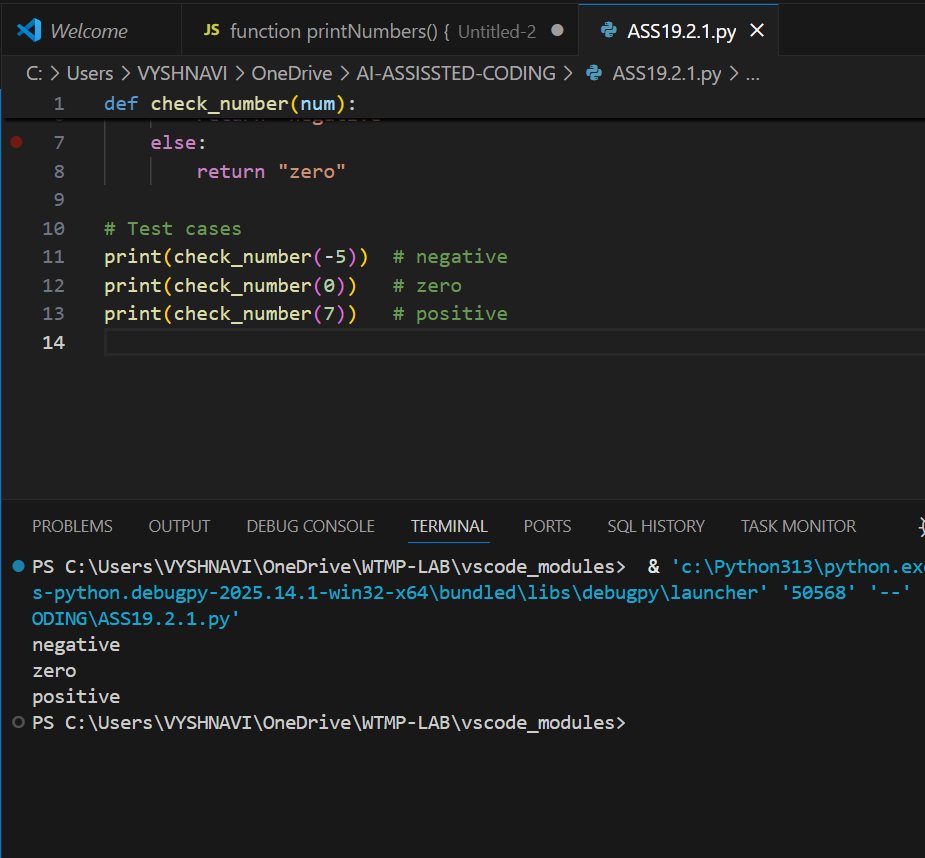 Welcome
JS function printNumbers() { Untitled-2
ASS19.2.1.py
C: > Users > VYSHNAVI > OneDrive > AI-ASSISSTED-CODING > ASS19.2.1.py > ...
1 def check_number(num):
7 else:
8 return "zero"
9
10 # Test cases
11 print(check_number(-5)) # negative
12 print(check_number(0)) # zero
13 print(check_number(7)) # positive
14
PROBLEMS OUTPUT DEBUG CONSOLE TERMINAL PORTS SQL HISTORY TASK MONITOR
PS C:\Users\VYSHNAVI\OneDrive\WTMP-LAB\vscode_modules> & 'c:\Python313\python.exe
s-python.debugpy-2025.14.1-win32-x64\bundled\libs\debugpy\launcher' '50568' '--'
ODING\ASS19.2.1.py'
negative
zero
positive
PS C:\Users\VYSHNAVI\OneDrive\WTMP-LAB\vscode_modules>